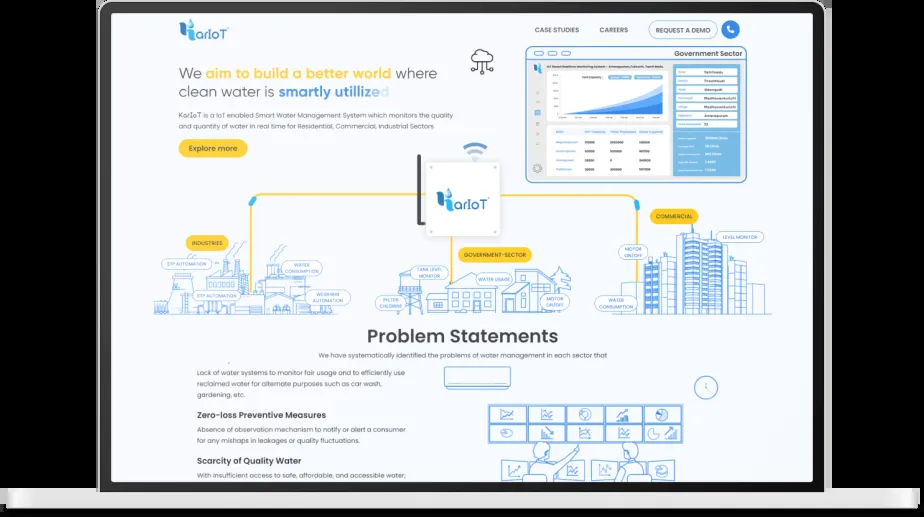 KarIoT
CASE STUDIES
CAREERS
REQUEST A DEMO
Government Sector
We aim to build a better world where
clean water is smartly utillized
KarIoT is a IoT enabled Smart Water Management System which monitors the quality
and quantity of water in real time for Residential, Commercial, Industrial Sectors
Explore more
KarIoT
INDUSTRIES
GOVERNMENT-SECTOR
COMMERCIAL
STP AUTOMATION
WATER
CONSUMPTION
STP AUTOMATION
WEIGHING
AUTOMATION
TANK LEVEL
MONITOR
WATER USAGE
FILTER
CHLORINE
MOTOR
ON/OFF
MOTOR
ON/OFF
LEVEL MONITOR
WATER
CONSUMPTION
Problem Statements
We have systematically identified the problems of water management in each sector that
Lack of water systems to monitor fair usage and to efficiently use
reclaimed water for alternate purposes such as car wash,
gardening, etc.
Zero-loss Preventive Measures
Absence of observation mechanism to notify or alert a consumer
for any mishaps in leakages or quality fluctuations.
Scarcity of Quality Water
With insufficient access to safe, affordable, and accessible water;